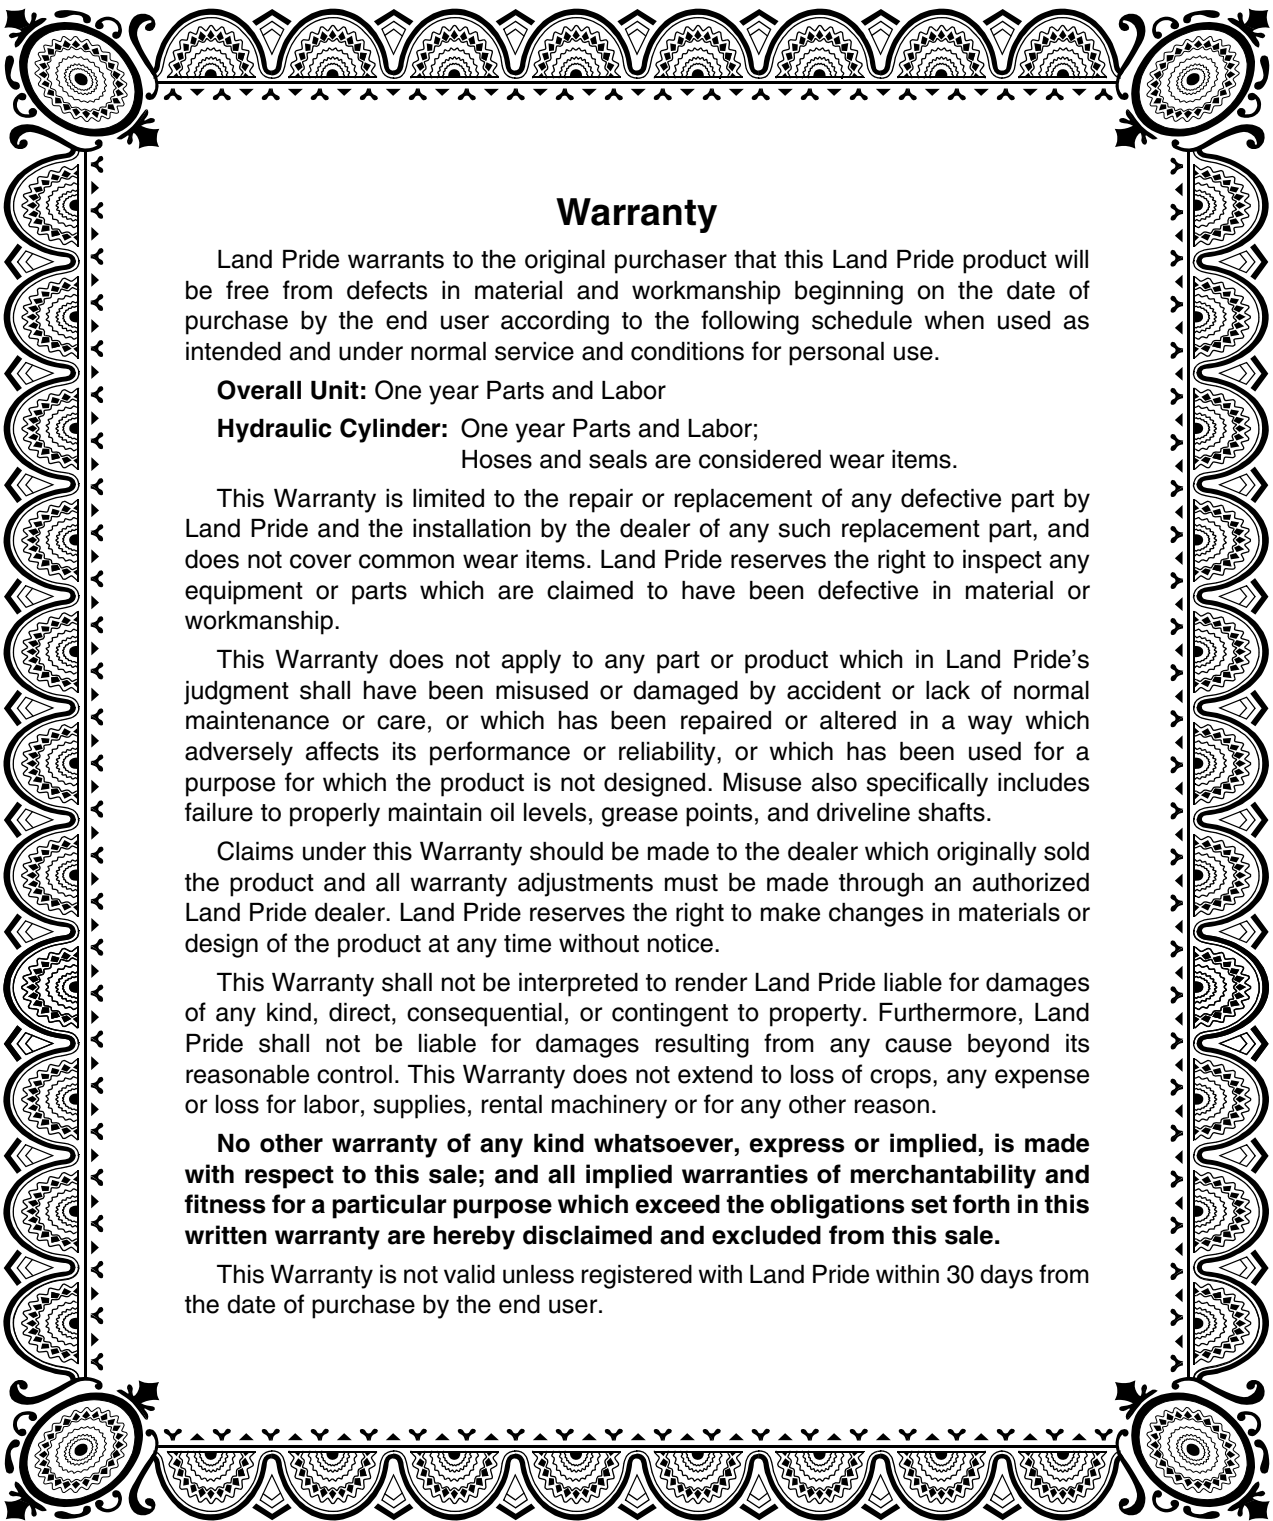 Warranty
Land Pride warrants to the original purchaser that this Land Pride product will
be free from defects in material and workmanship beginning on the date of
purchase by the end user according to the following schedule when used as
intended and under normal service and conditions for personal use.
Overall Unit: One year Parts and Labor
Hydraulic Cylinder: One year Parts and Labor;
Hoses and seals are considered wear items.
This Warranty is limited to the repair or replacement of any defective part by
Land Pride and the installation by the dealer of any such replacement part, and
does not cover common wear items. Land Pride reserves the right to inspect any
equipment or parts which are claimed to have been defective in material or
workmanship.
This Warranty does not apply to any part or product which in Land Pride’s
judgment shall have been misused or damaged by accident or lack of normal
maintenance or care, or which has been repaired or altered in a way which
adversely affects its performance or reliability, or which has been used for a
purpose for which the product is not designed. Misuse also specifically includes
failure to properly maintain oil levels, grease points, and driveline shafts.
Claims under this Warranty should be made to the dealer which originally sold
the product and all warranty adjustments must be made through an authorized
Land Pride dealer. Land Pride reserves the right to make changes in materials or
design of the product at any time without notice.
This Warranty shall not be interpreted to render Land Pride liable for damages
of any kind, direct, consequential, or contingent to property. Furthermore, Land
Pride shall not be liable for damages resulting from any cause beyond its
reasonable control. This Warranty does not extend to loss of crops, any expense
or loss for labor, supplies, rental machinery or for any other reason.
No other warranty of any kind whatsoever, express or implied, is made
with respect to this sale; and all implied warranties of merchantability and
fitness for a particular purpose which exceed the obligations set forth in this
written warranty are hereby disclaimed and excluded from this sale.
This Warranty is not valid unless registered with Land Pride within 30 days from
the date of purchase by the end user.